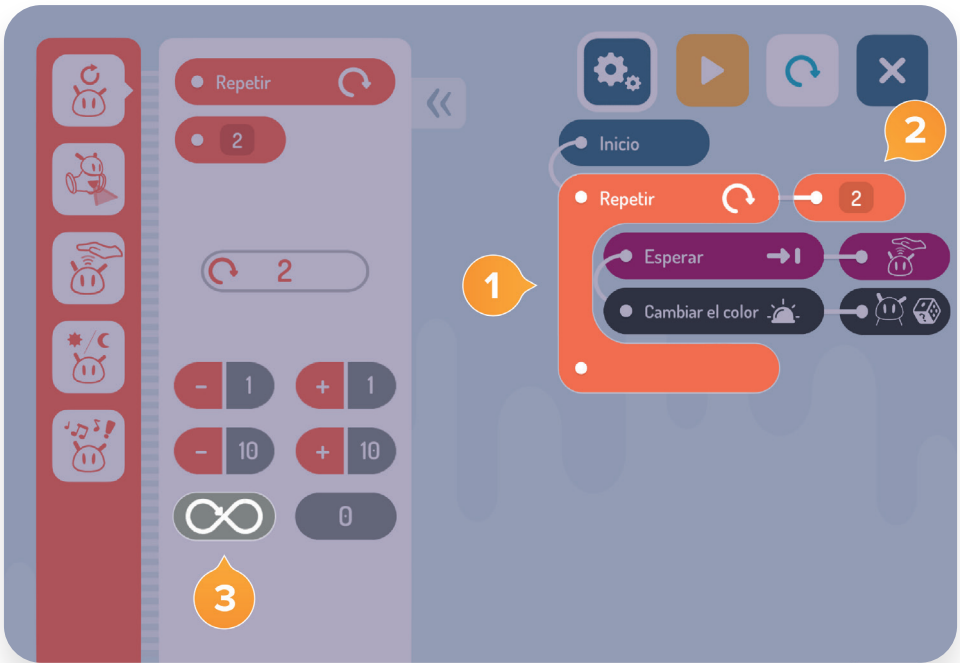 Repetir
2
2
- 1
+ 1
- 10
+ 10
0
3
Inicio
2
Repetir
2
1
Esperar
Cambiar el color